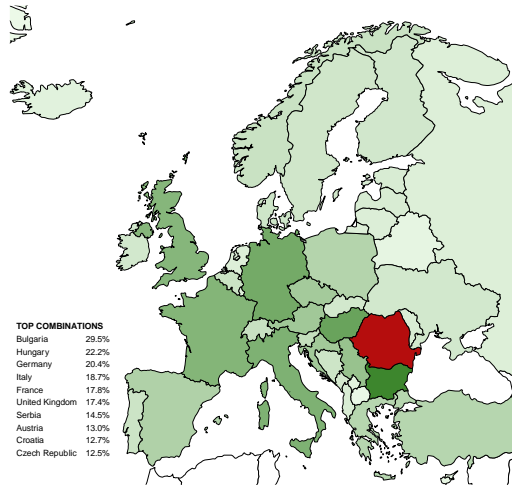 TOP COMBINATIONS
Bulgaria 29.5%
Hungary 22.2%
Germany 20.4%
Italy 18.7%
France 17.8%
United Kingdom 17.4%
Serbia 14.5%
Austria 13.0%
Croatia 12.7%
Czech Republic 12.5%